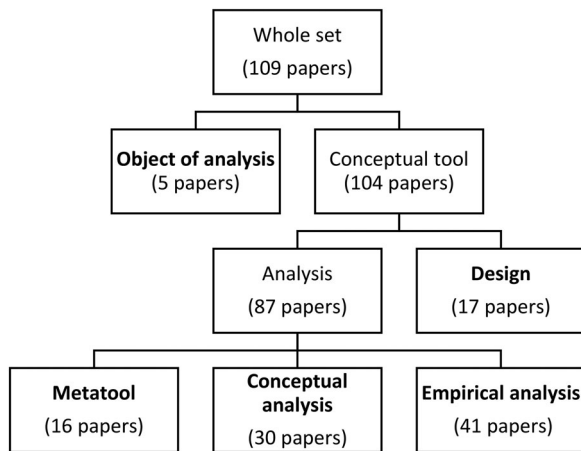 Whole set
(109 papers)
Object of analysis
(5 papers)
Conceptual tool
(104 papers)
Analysis
(87 papers)
Design
(17 papers)
Metatool
(16 papers)
Conceptual
analysis
(30 papers)
Empirical analysis
(41 papers)